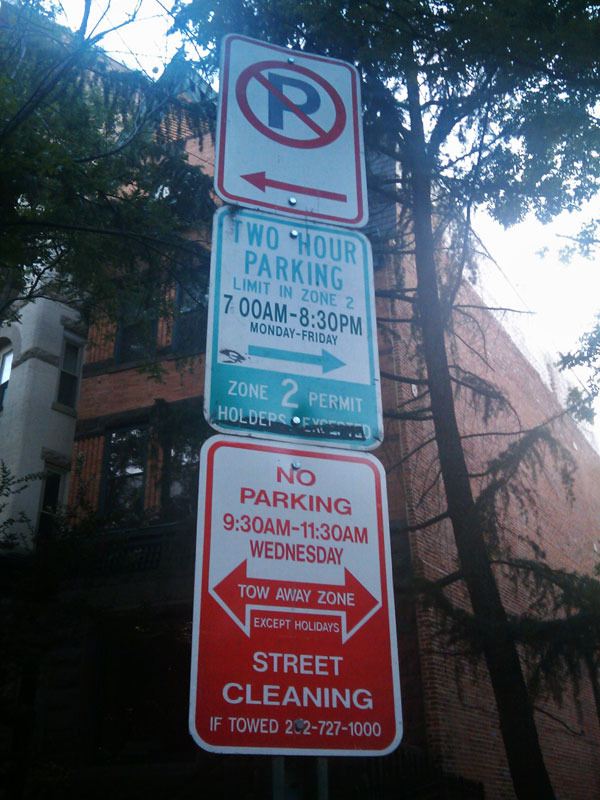 P
TWO HOUR
PARKING
LIMIT IN ZONE 2
7 00AM-8:30PM
MONDAY-FRIDAY
ZONE 2 PERMIT
HOLDERS EXCEPTED
NO
PARKING
9:30AM-11:30AM
WEDNESDAY
TOW AWAY ZONE
EXCEPT HOLIDAYS
STREET
CLEANING
IF TOWED 202-727-1000